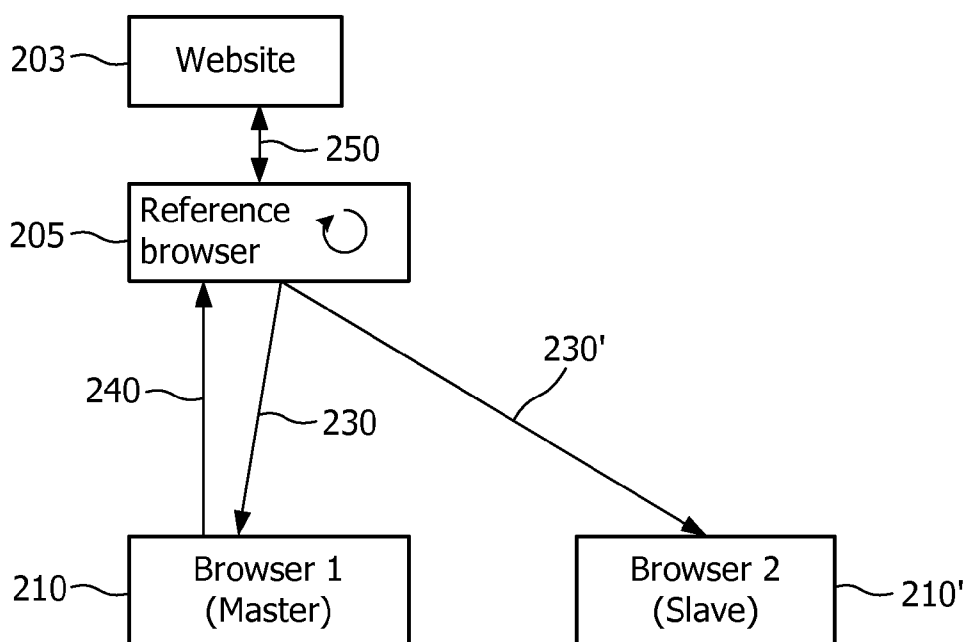 203
Website
250
205
Reference
browser
240
230
230'
210
Browser 1
(Master)
Browser 2
(Slave)
210'